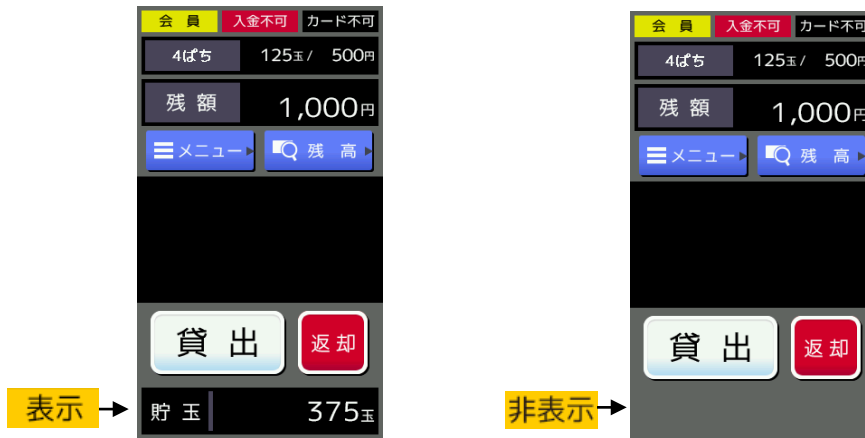 会 員 入金不可 カード不可
4ぱち 125玉/ 500円
残 額 1,000円
メニュー 残 高
貸 出 返 却
表示
貯 玉 375玉
会 員 入金不可 カード不可
4ぱち 125玉/ 500円
残 額 1,000円
メニュー 残 高
貸 出 返 却
非表示